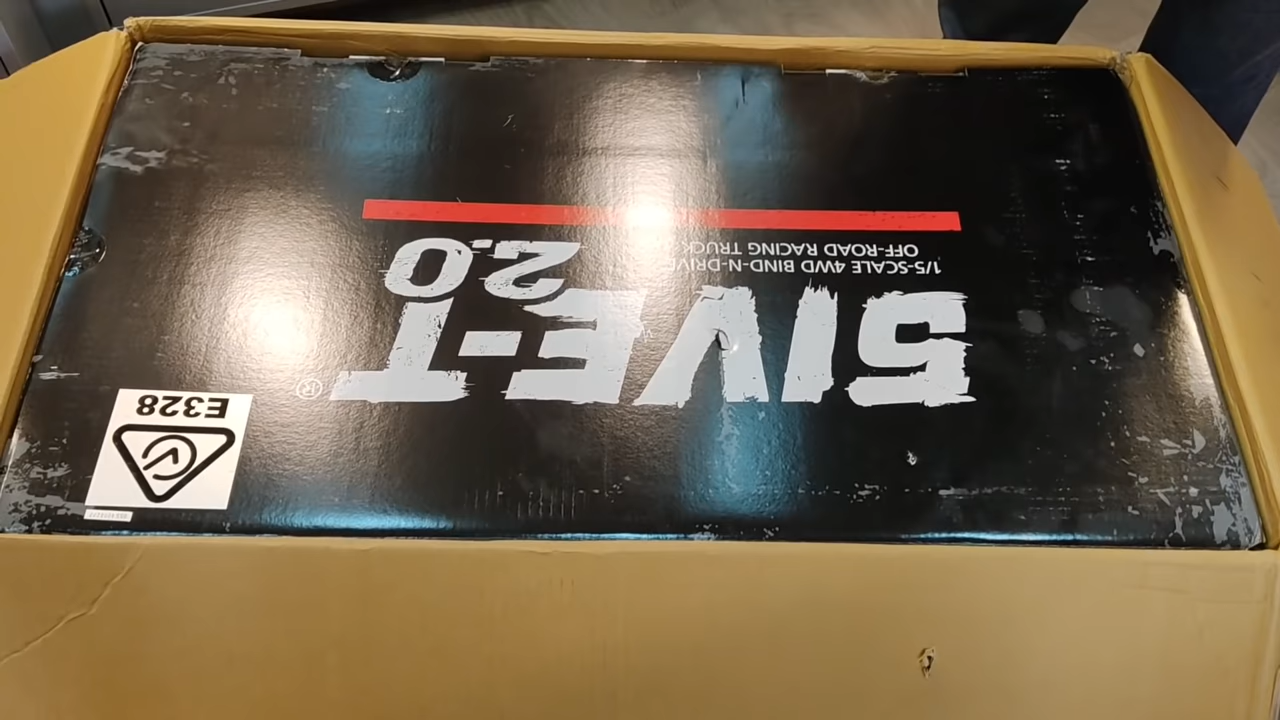 5IVE-T®
2.0
1/5-SCALE 4WD BIND-N-DRIVE
OFF-ROAD RACING TRUCK
E328